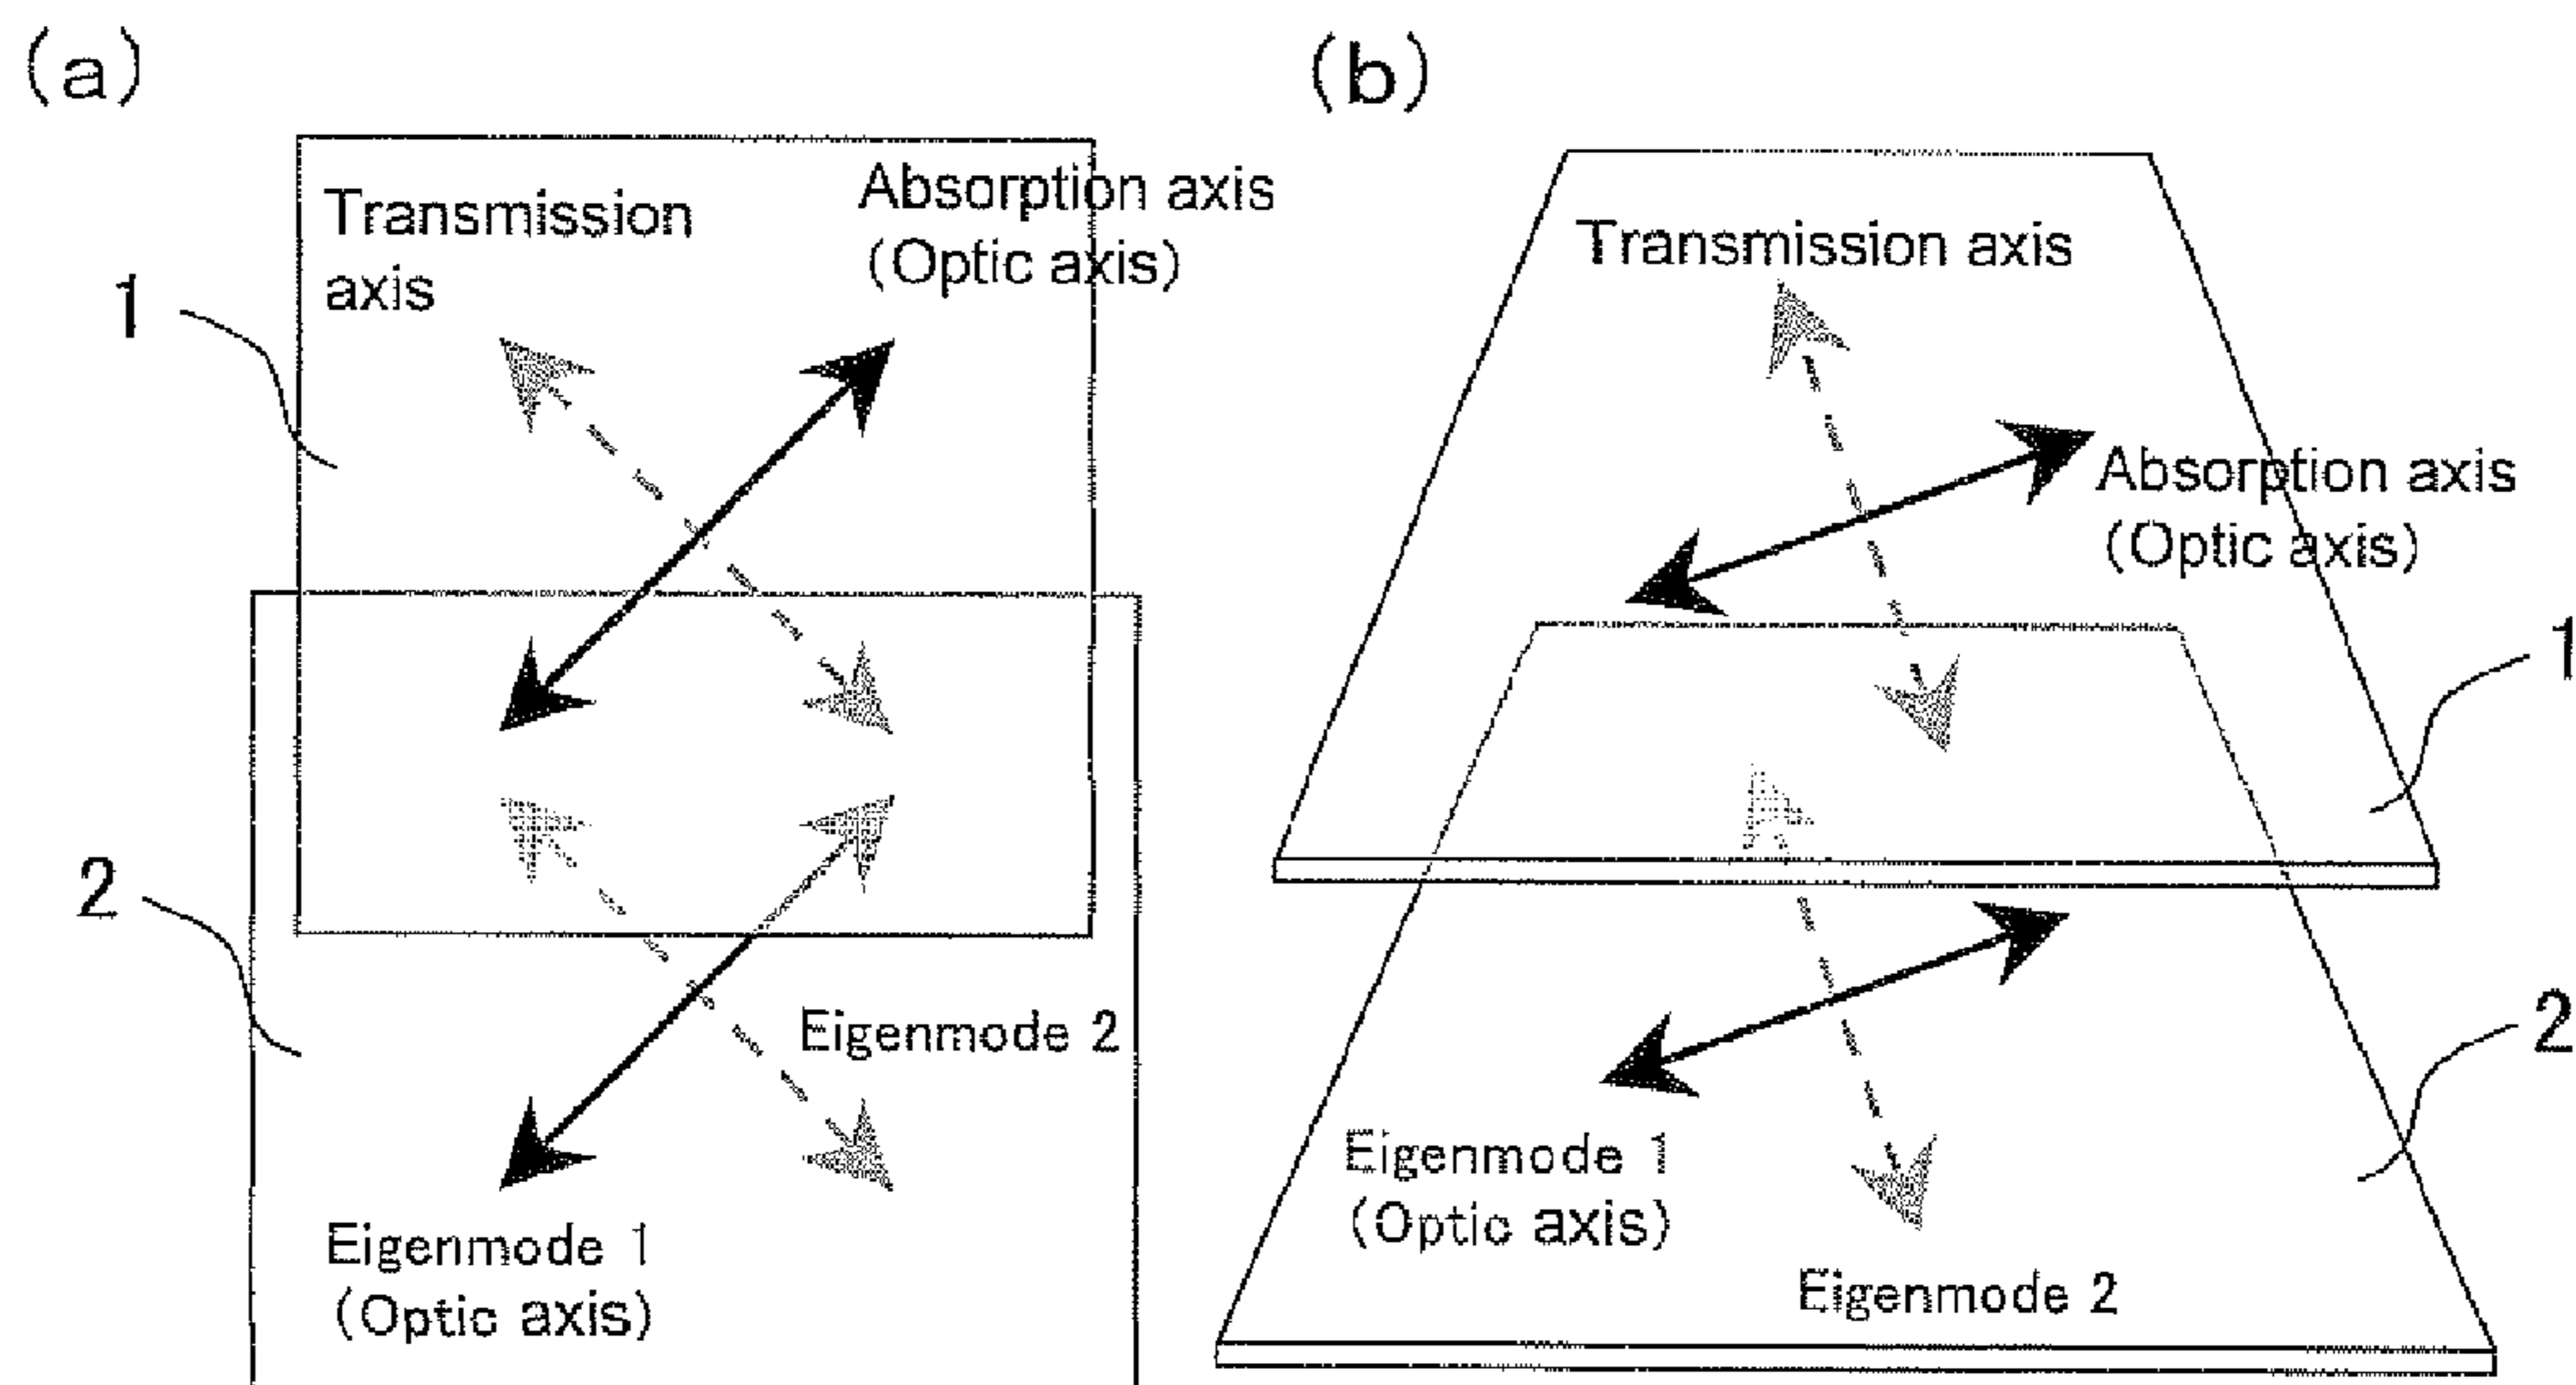 (a)
Transmission
axis
Absorption axis
(Optic axis)
1
2
Eigenmode 2
Eigenmode 1
(Optic axis)
(b)
Transmission axis
Absorption axis
(Optic axis)
1
2
Eigenmode 1
(Optic axis)
Eigenmode 2